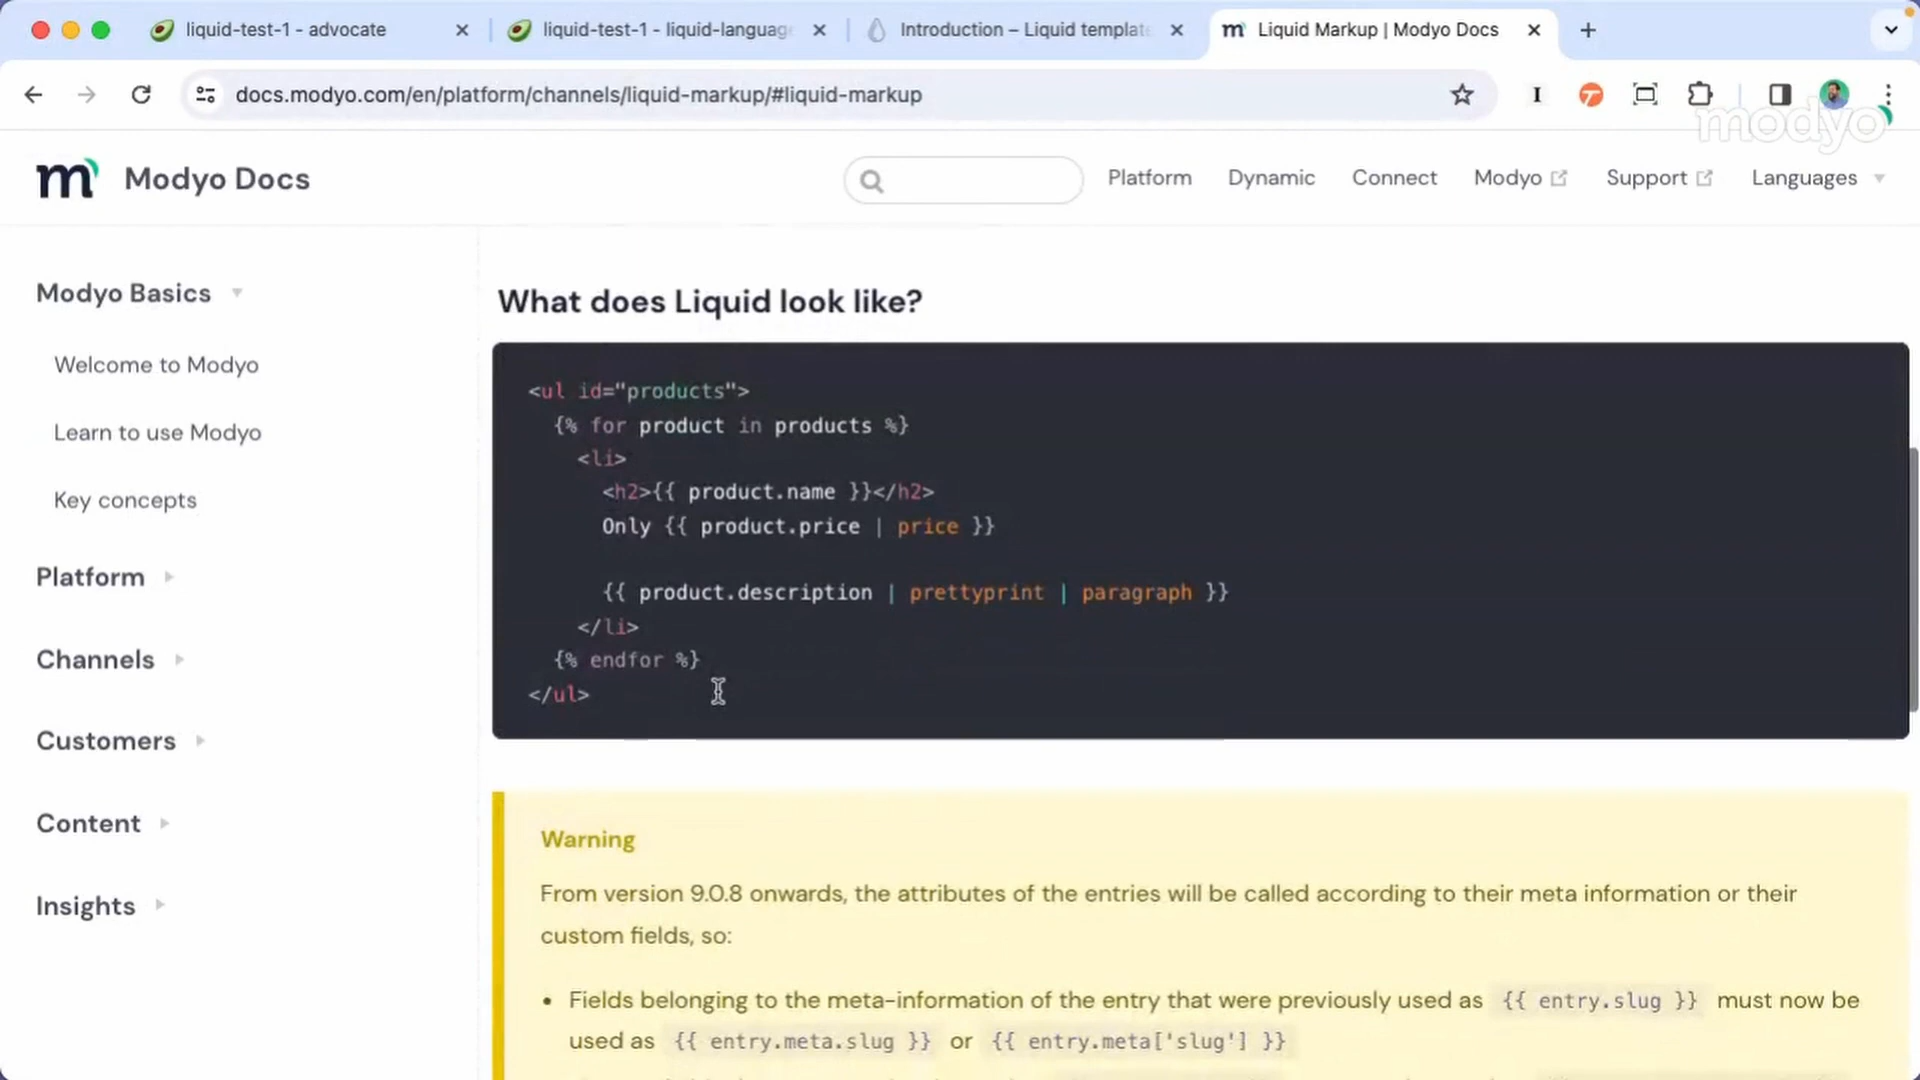 liquid-test-1 - advocate
liquid-test-1 - liquid-languag
Introduction – Liquid templat
Liquid Markup | Modyo Docs
docs.modyo.com/en/platform/channels/liquid-markup/#liquid-markup
modyo
Modyo Docs
Platform
Dynamic
Connect
Modyo
Support
Languages
Modyo Basics
Welcome to Modyo
Learn to use Modyo
Key concepts
Platform
Channels
Customers
Content
Insights
What does Liquid look like?
<ul id="products">
{% for product in products %}
<li>
<h2>{{ product.name }}</h2>
Only {{ product.price | price }}
{{ product.description | prettyprint | paragraph }}
</li>
{% endfor %}
</ul>
Warning
From version 9.0.8 onwards, the attributes of the entries will be called according to their meta information or their
custom fields, so:
• Fields belonging to the meta-information of the entry that were previously used as {{ entry.slug }} must now be
used as {{ entry.meta.slug }} or {{ entry.meta['slug'] }}